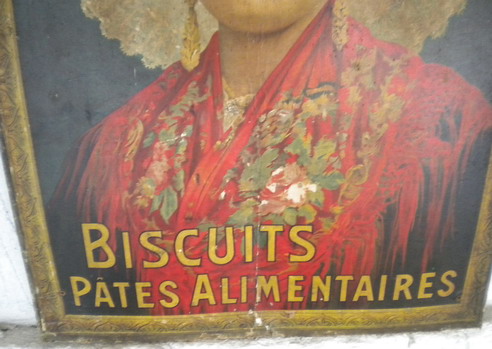 BISCUITS
PÂTES ALIMENTAIRES